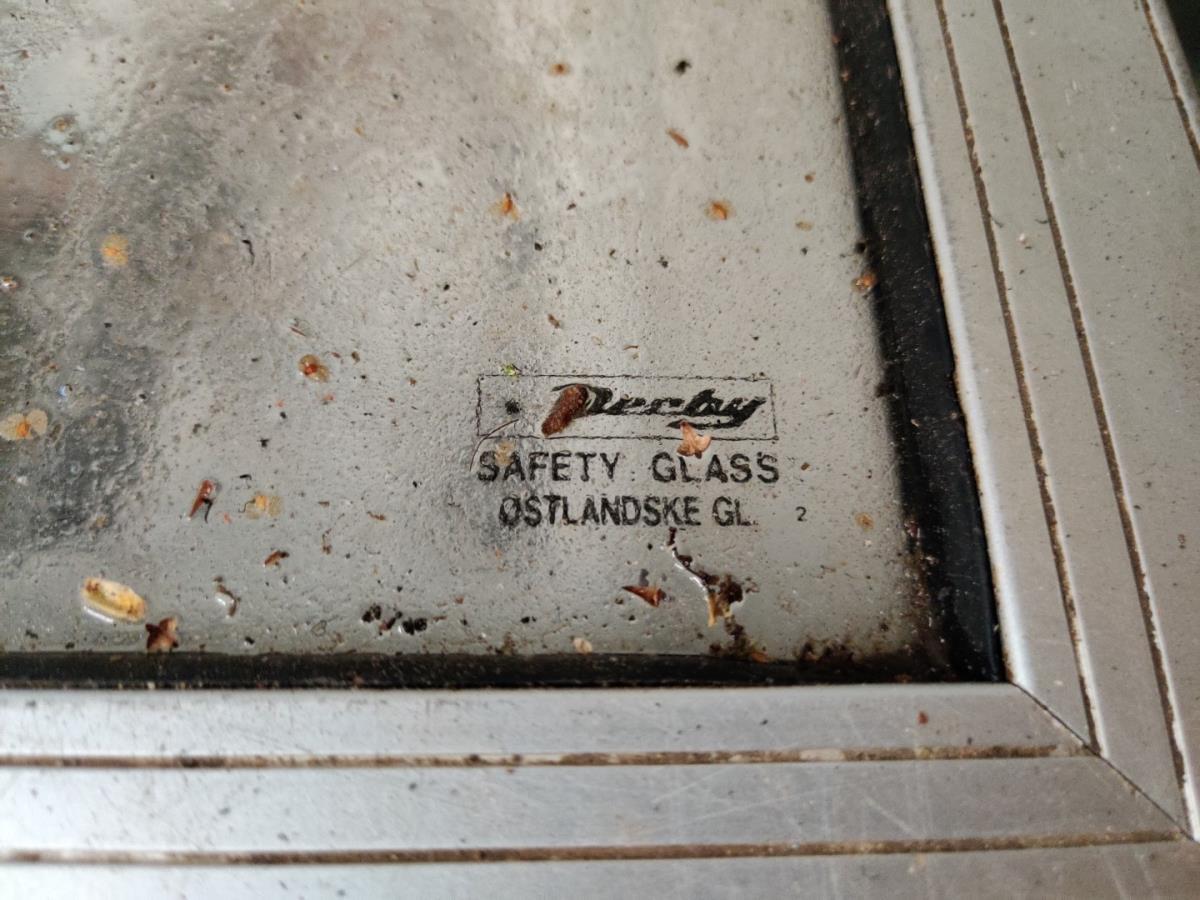 Derby
SAFETY GLASS
ØSTLANDSKE GL. 2